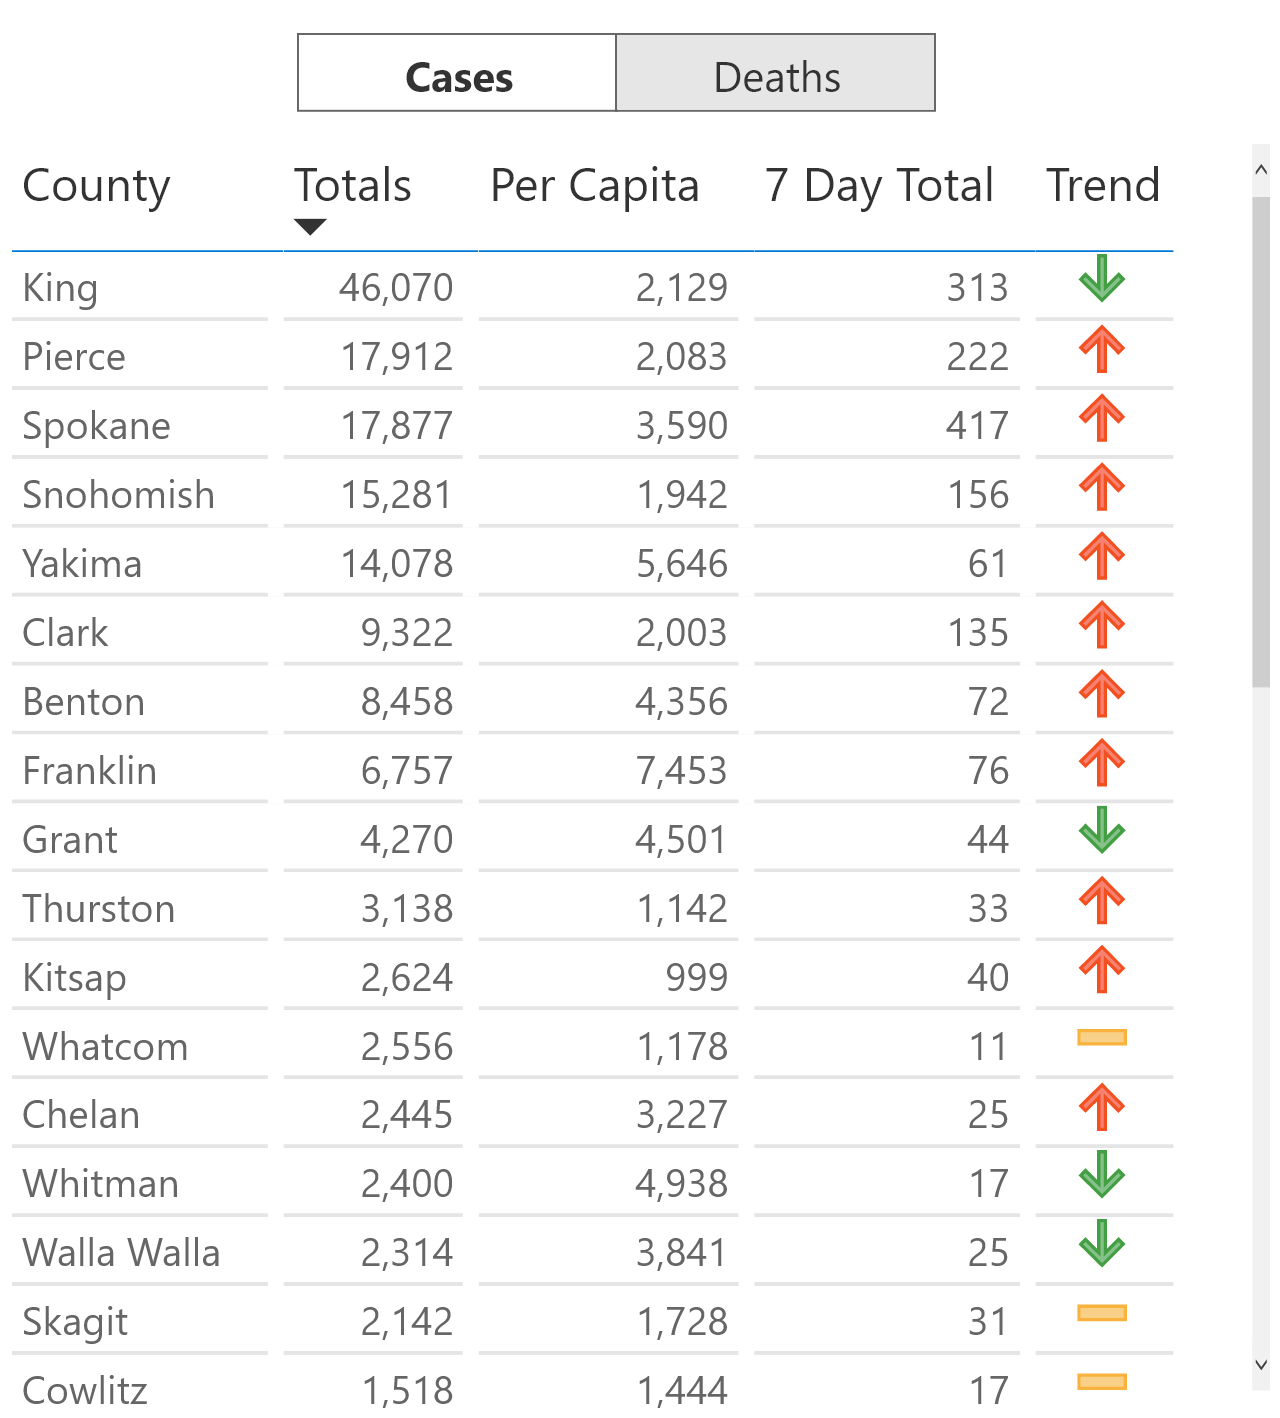 Cases Deaths
County Totals Per Capita 7 Day Total Trend
King 46,070 2,129 313
Pierce 17,912 2,083 222
Spokane 17,877 3,590 417
Snohomish 15,281 1,942 156
Yakima 14,078 5,646 61
Clark 9,322 2,003 135
Benton 8,458 4,356 72
Franklin 6,757 7,453 76
Grant 4,270 4,501 44
Thurston 3,138 1,142 33
Kitsap 2,624 999 40
Whatcom 2,556 1,178 11
Chelan 2,445 3,227 25
Whitman 2,400 4,938 17
Walla Walla 2,314 3,841 25
Skagit 2,142 1,728 31
Cowlitz 1,518 1,444 17